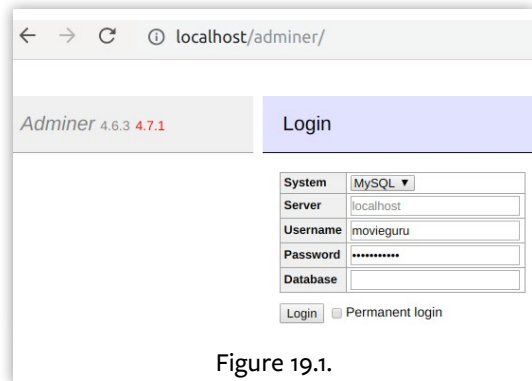 localhost/adminer/
Adminer 4.6.3 4.7.1
Login
System MySQL
Server localhost
Username movieguru
Password •••••••••••
Database
Login Permanent login
Figure 19.1.